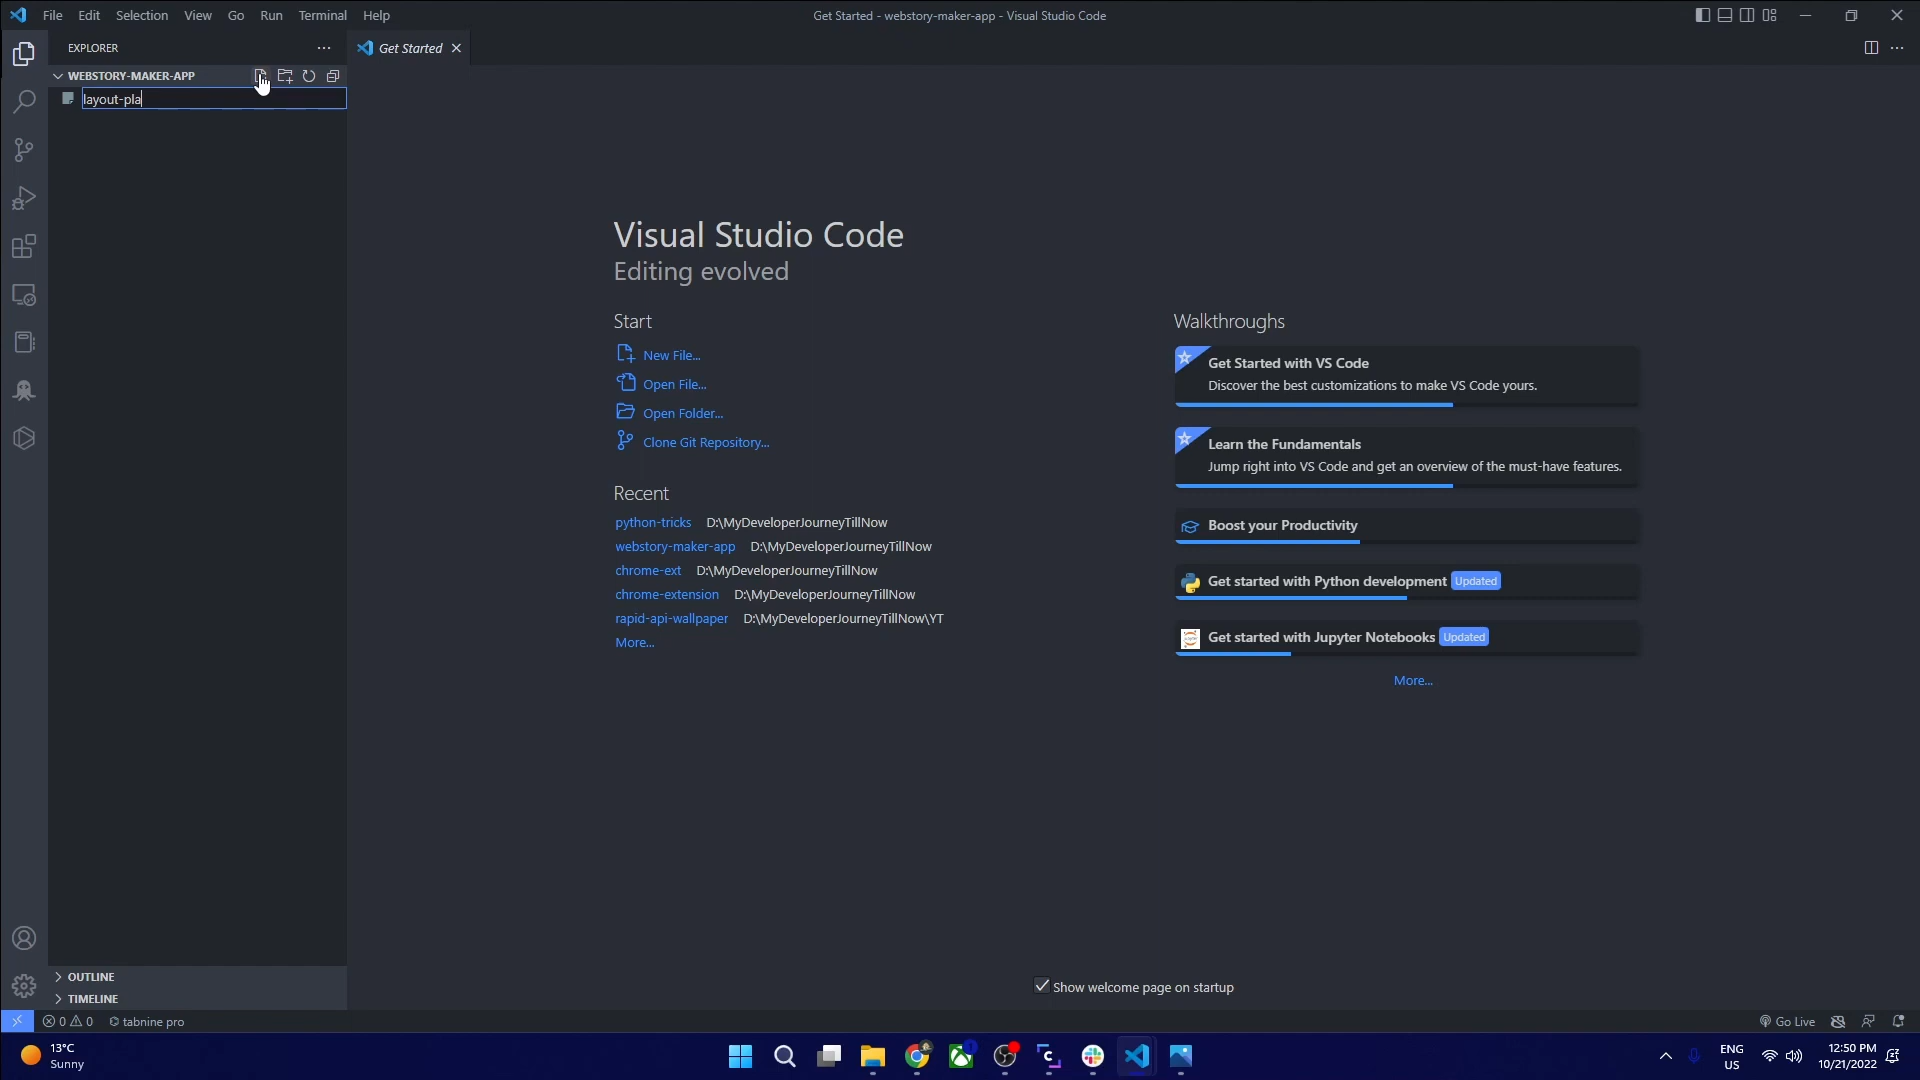 File Edit Selection View Go Run Terminal Help
Get Started - webstory-maker-app - Visual Studio Code
EXPLORER
Get Started
WEBSTORY-MAKER-APP
layout-pla
Visual Studio Code
Editing evolved
Start
New File...
Open File...
Open Folder...
Clone Git Repository...
Recent
python-tricks D:\MyDeveloperJourneyTillNow
webstory-maker-app D:\MyDeveloperJourneyTillNow
chrome-ext D:\MyDeveloperJourneyTillNow
chrome-extension D:\MyDeveloperJourneyTillNow
rapid-api-wallpaper D:\MyDeveloperJourneyTillNow\YT
More...
Walkthroughs
Get Started with VS Code
Discover the best customizations to make VS Code yours.
Learn the Fundamentals
Jump right into VS Code and get an overview of the must-have features.
Boost your Productivity
Get started with Python development Updated
Get started with Jupyter Notebooks Updated
More...
Show welcome page on startup
OUTLINE
TIMELINE
0 0 tabnine pro
Go Live
13°C
Sunny
ENG
US
12:50 PM
10/21/2022